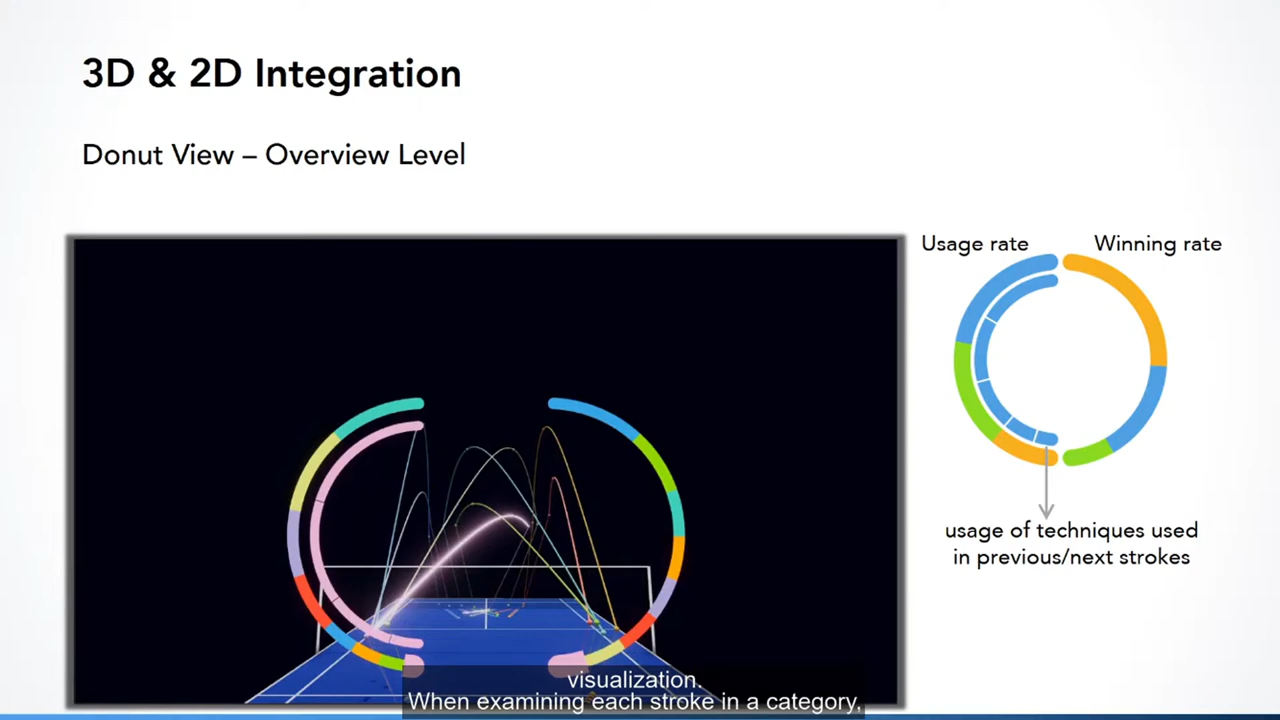 3D & 2D Integration
Donut View – Overview Level
Usage rate
Winning rate
usage of techniques used
in previous/next strokes
visualization.
When examining each stroke in a category,